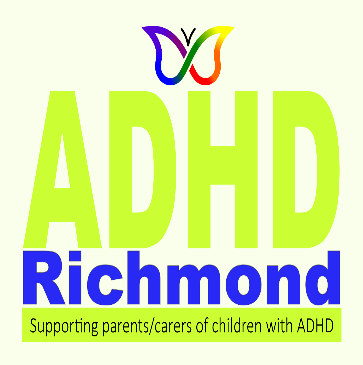 ADHD
Richmond
Supporting parents/carers of children with ADHD